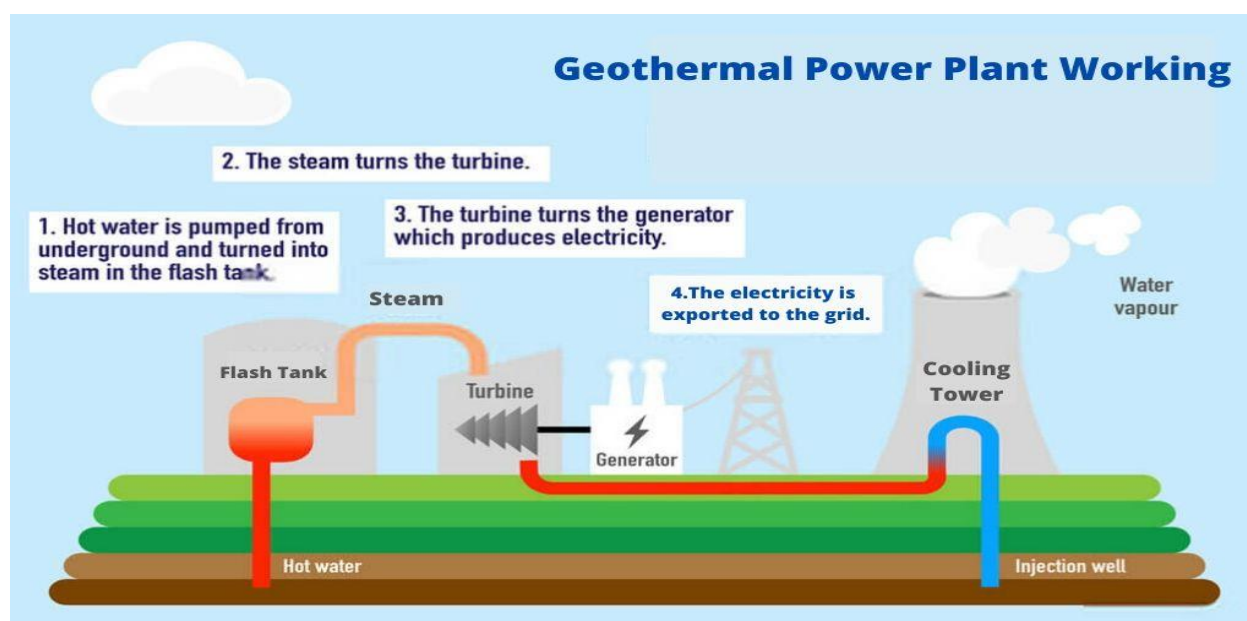 Geothermal Power Plant Working
2. The steam turns the turbine.
1. Hot water is pumped from
underground and turned into
steam in the flash tank.
3. The turbine turns the generator
which produces electricity.
4.The electricity is
exported to the grid.
Steam
Water
vapour
Flash Tank
Turbine
Generator
Cooling
Tower
Hot water
Injection well